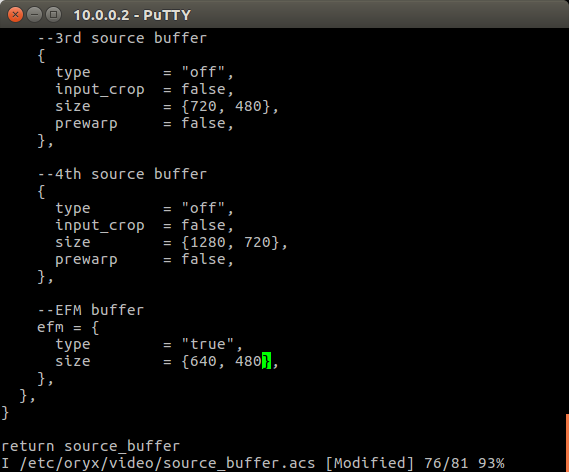 10.0.0.2 - PuTTY
--3rd source buffer
{
type = "off",
input_crop = false,
size = {720, 480},
prewarp = false,
},
--4th source buffer
{
type = "off",
input_crop = false,
size = {1280, 720},
prewarp = false,
},
--EFM buffer
efm = {
type = "true",
size = {640, 480},
},
},
}
return source_buffer
I /etc/oryx/video/source_buffer.acs [Modified] 76/81 93%